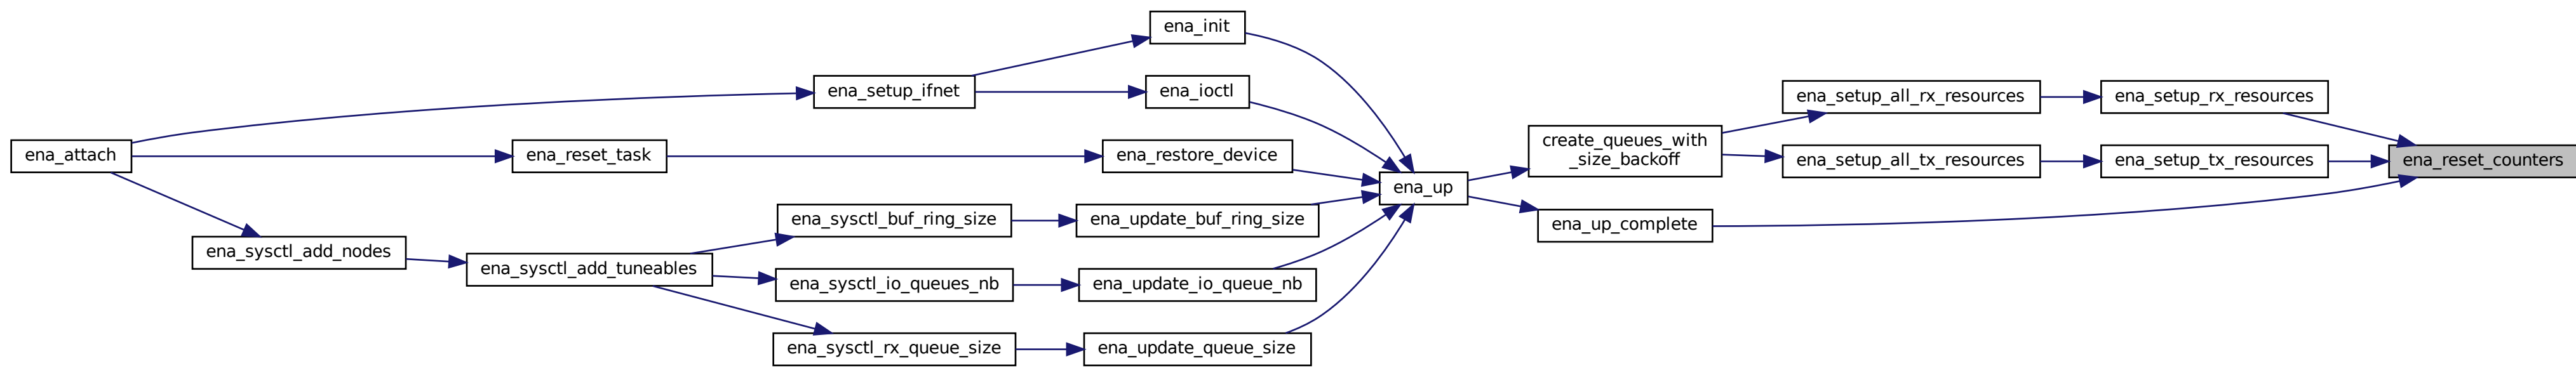 ena_init
ena_setup_ifnet
ena_ioctl
ena_setup_all_rx_resources
ena_setup_rx_resources
ena_attach
ena_reset_task
ena_restore_device
create_queues_with
_size_backoff
ena_setup_all_tx_resources
ena_setup_tx_resources
ena_reset_counters
ena_up
ena_sysctl_buf_ring_size
ena_update_buf_ring_size
ena_up_complete
ena_sysctl_add_nodes
ena_sysctl_add_tuneables
ena_sysctl_io_queues_nb
ena_update_io_queue_nb
ena_sysctl_rx_queue_size
ena_update_queue_size